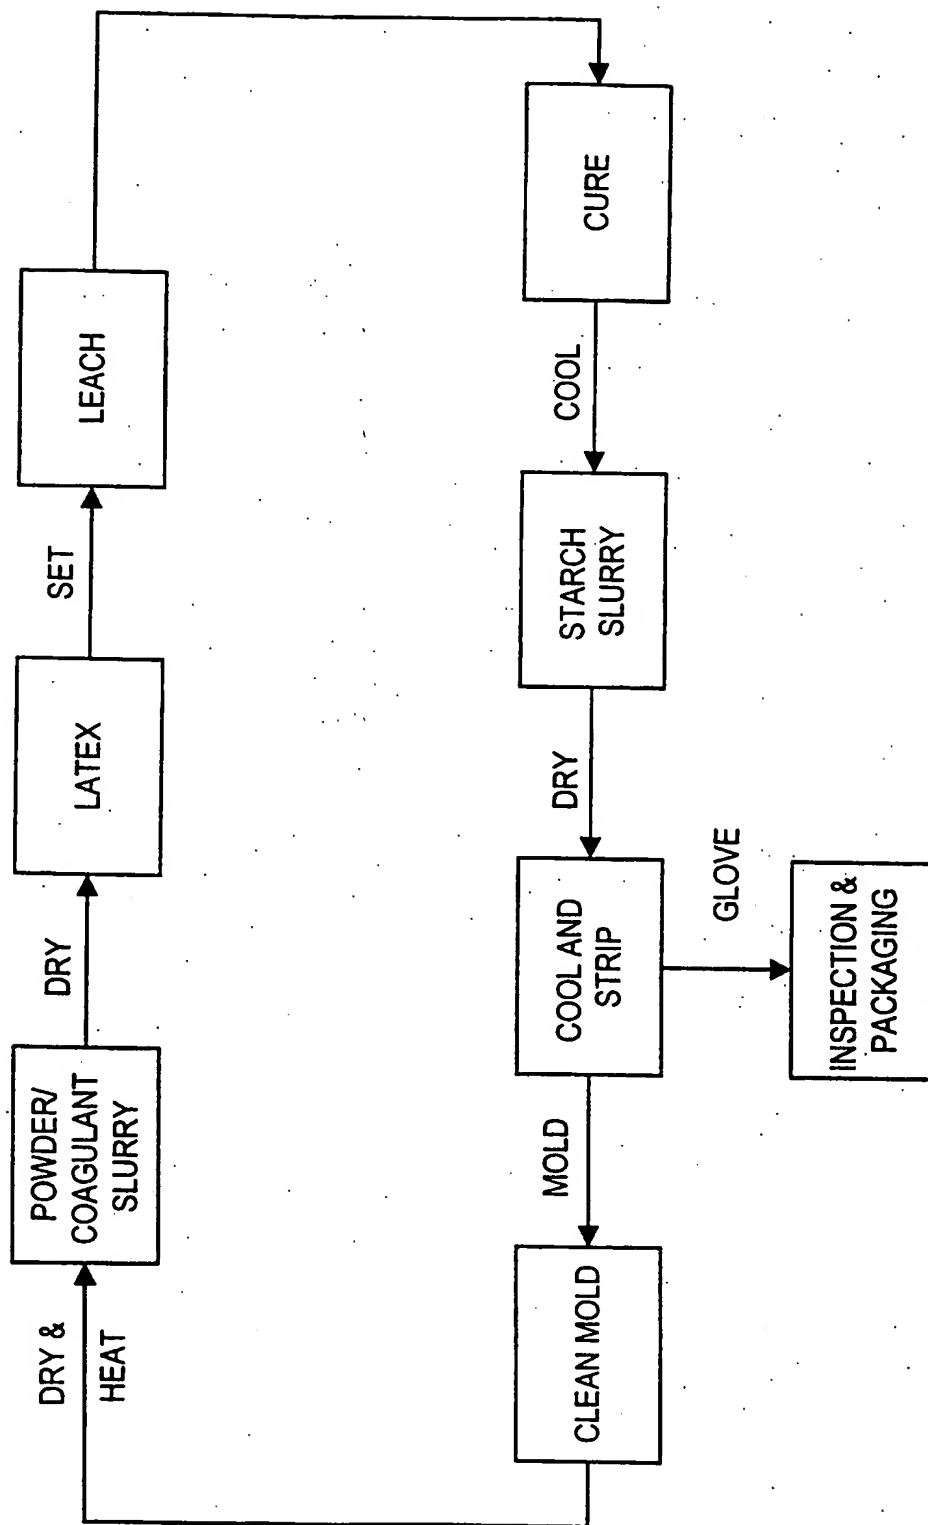 DRY &
HEAT
POWDER/
COAGULANT
SLURRY
DRY
LATEX
SET
LEACH
CLEAN MOLD
MOLD
COOL AND
STRIP
DRY
STARCH
SLURRY
COOL
CURE
GLOVE
INSPECTION &
PACKAGING